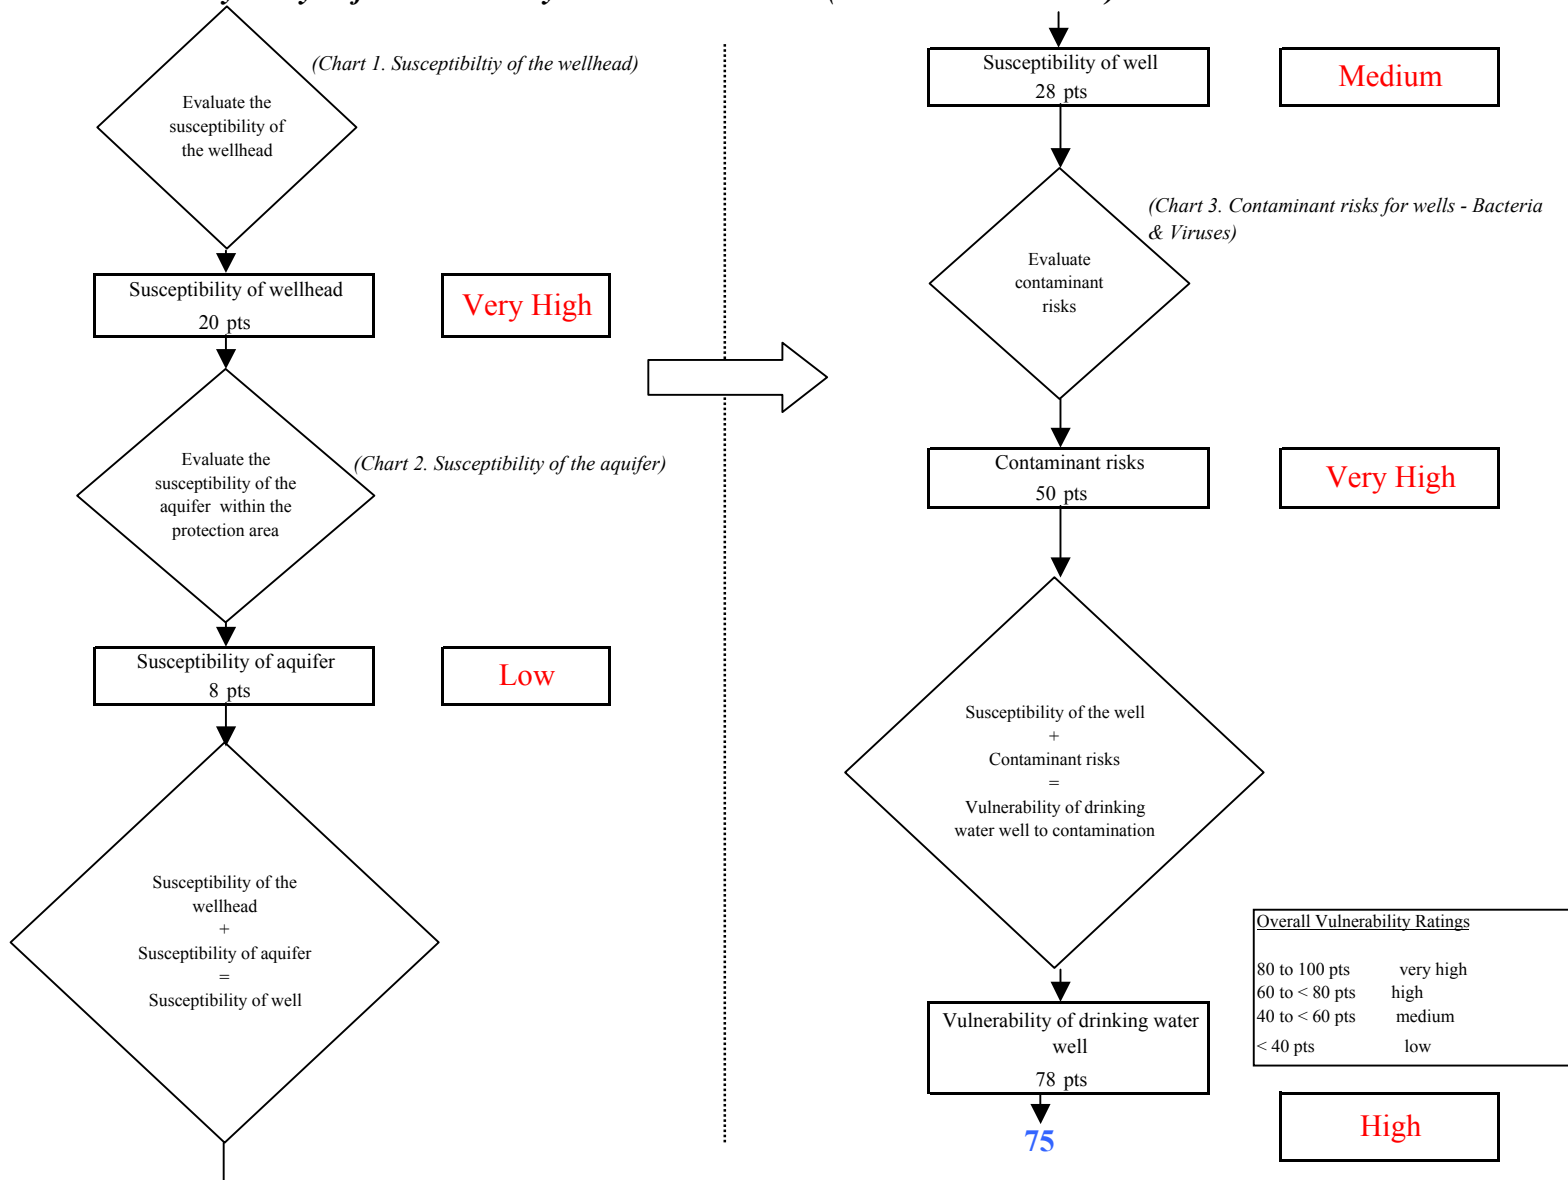 (Chart 1. Susceptibiltiy of the wellhead)
Evaluate the
susceptibility of
the wellhead
Susceptibility of wellhead
20 pts
Very High
Evaluate the
susceptibility of the
aquifer within the
protection area
(Chart 2. Susceptibility of the aquifer)
Susceptibility of aquifer
8 pts
Low
Susceptibility of the
wellhead
+
Susceptibility of aquifer
=
Susceptibility of well
Susceptibility of well
28 pts
Medium
(Chart 3. Contaminant risks for wells - Bacteria
& Viruses)
Evaluate
contaminant
risks
Contaminant risks
50 pts
Very High
Susceptibility of the well
+
Contaminant risks
=
Vulnerability of drinking
water well to contamination
Overall Vulnerability Ratings
80 to 100 pts very high
60 to < 80 pts high
40 to < 60 pts medium
< 40 pts low
Vulnerability of drinking water
well
78 pts
75
High